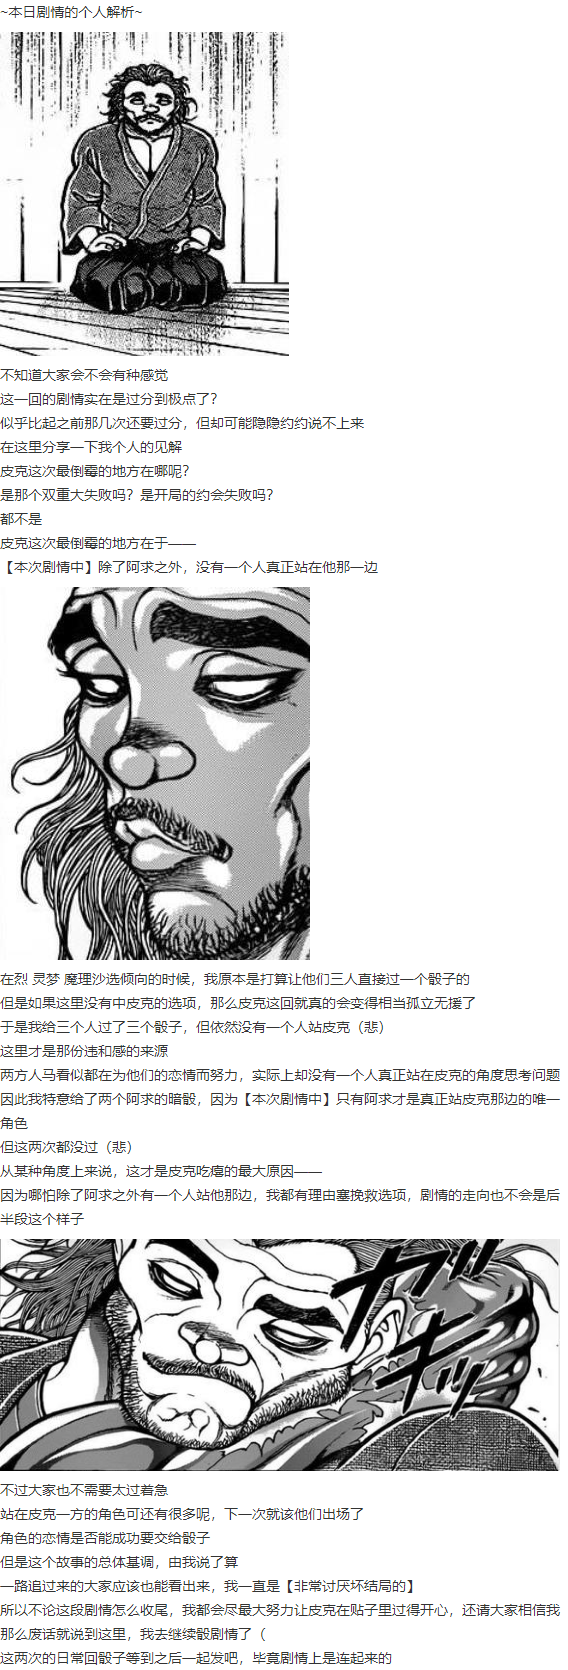 ~本日剧情的个人解析~
不知道大家会不会有种感觉
这一回的剧情实在是过分到极点了?
似乎比起之前那几次还要过分，但却可能隐隐约约说不上来
在这里分享一下我个人的见解
皮克这次最倒霉的地方在哪呢?
是那个双重大失败吗? 是开局的约会失败吗?
都不是
皮克这次最倒霉的地方在于——
【本次剧情中】除了阿求之外，没有一个人真正站在他那一边
在烈 灵梦 魔理沙选倾向的时候，我原本是打算让他们三人直接过一个骰子的
但是如果这里没有中皮克的选项，那么皮克这回就真的会变得相当孤立无援了
于是我给三个人过了三个骰子，但依然没有一个人站皮克（悲）
这里才是那份违和感的来源
两方人马看似都在为他们的恋情而努力，实际上却没有一个人真正站在皮克的角度思考问题
因此我特意给了两个阿求的暗骰，因为【本次剧情中】只有阿求才是真正站皮克那边的唯一
角色
但这两次都没过（悲）
从某种角度上来说，这才是皮克吃瘪的最大原因——
因为哪怕除了阿求之外有一个人站他那边，我都有理由塞挽救选项，剧情的走向也不会是后
半段这个样子
ガッ
ギッ
不过大家也不需要太过着急
站在皮克一方的角色可还有很多呢，下一次就该他们出场了
角色的恋情是否能成功要交给骰子
但是这个故事的总体基调，由我说了算
一路追过来的大家应该也能看出来，我一直是【非常讨厌坏结局的】
所以不论这段剧情怎么收尾，我都会尽最大努力让皮克在贴子里过得开心，还请大家相信我
那么废话就说到这里，我去继续骰剧情了（
这两次的日常回骰子等到之后一起发吧，毕竟剧情上是连起来的